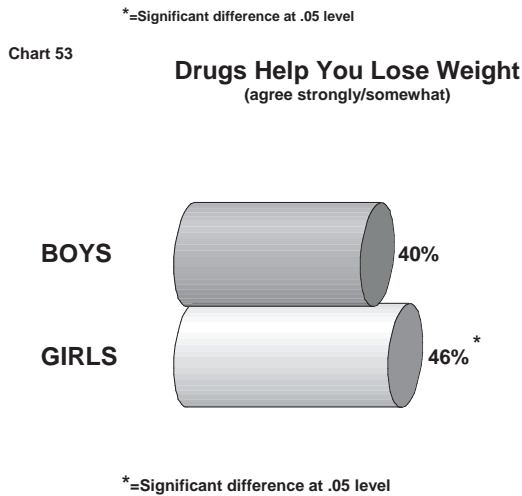 *=Significant difference at .05 level
Chart 53
Drugs Help You Lose Weight
(agree strongly/somewhat)
BOYS
40%
GIRLS
46% *
*=Significant difference at .05 level